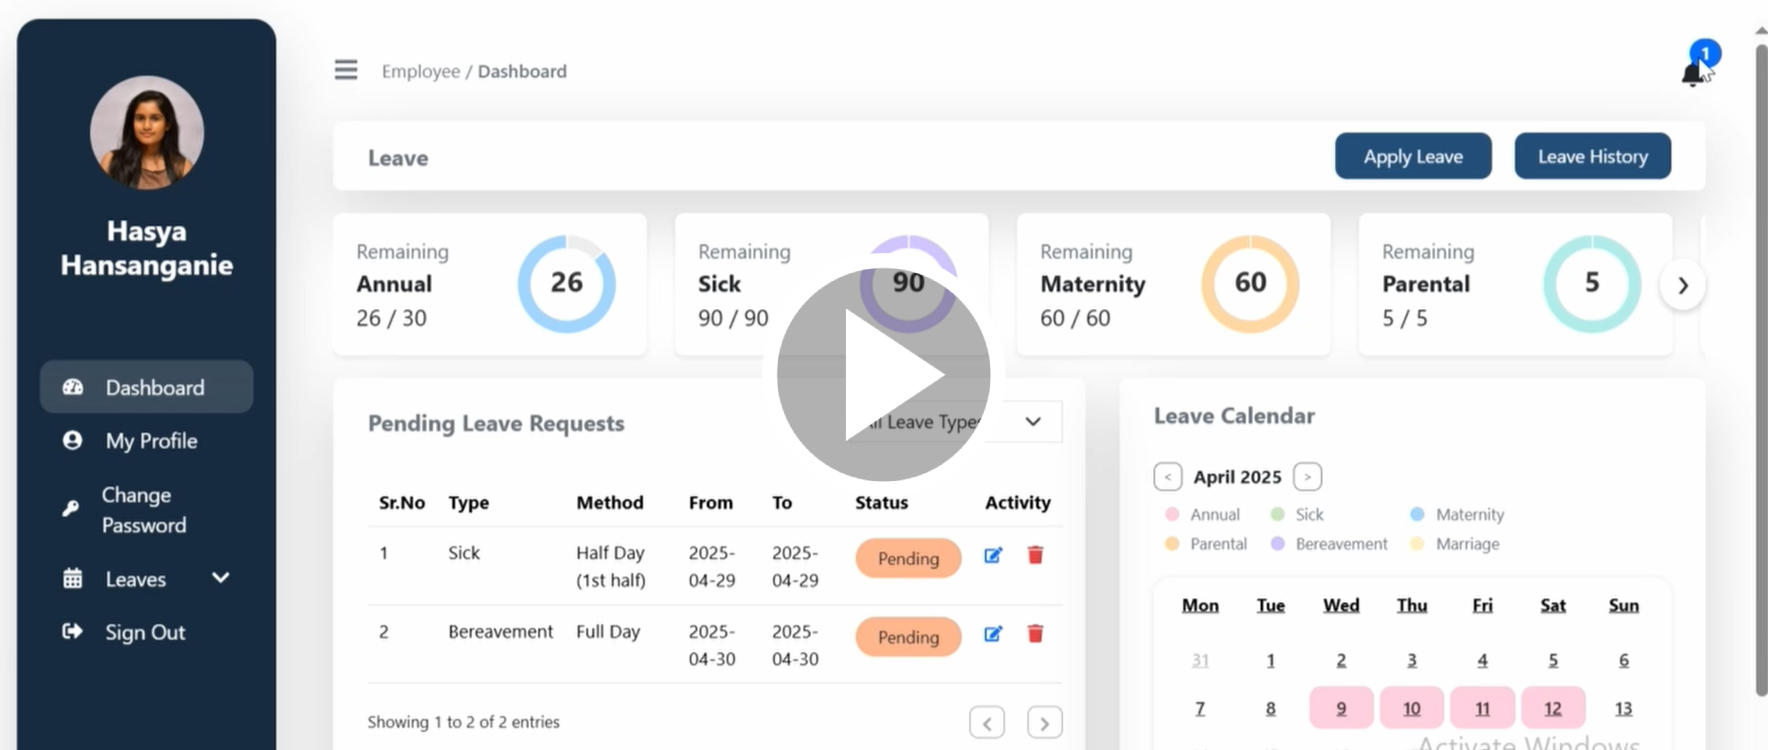 Hasya
Hansanganie
Dashboard
My Profile
Change
Password
Leaves
Sign Out
Employee / Dashboard
1
Leave
Apply Leave
Leave History
Remaining
Annual
26 / 30
26
Remaining
Sick
90 / 90
90
Remaining
Maternity
60 / 60
60
Remaining
Parental
5 / 5
5
Pending Leave Requests
Leave Types
Sr.No Type Method From To Status Activity
1 Sick Half Day 2025- 2025- Pending
(1st half) 04-29 04-29
2 Bereavement Full Day 2025- 2025- Pending
04-30 04-30
Showing 1 to 2 of 2 entries
Leave Calendar
< April 2025 >
Annual Sick Maternity
Parental Bereavement Marriage
Mon Tue Wed Thu Fri Sat Sun
31 1 2 3 4 5 6
7 8 9 10 11 12 13
Activate Windows